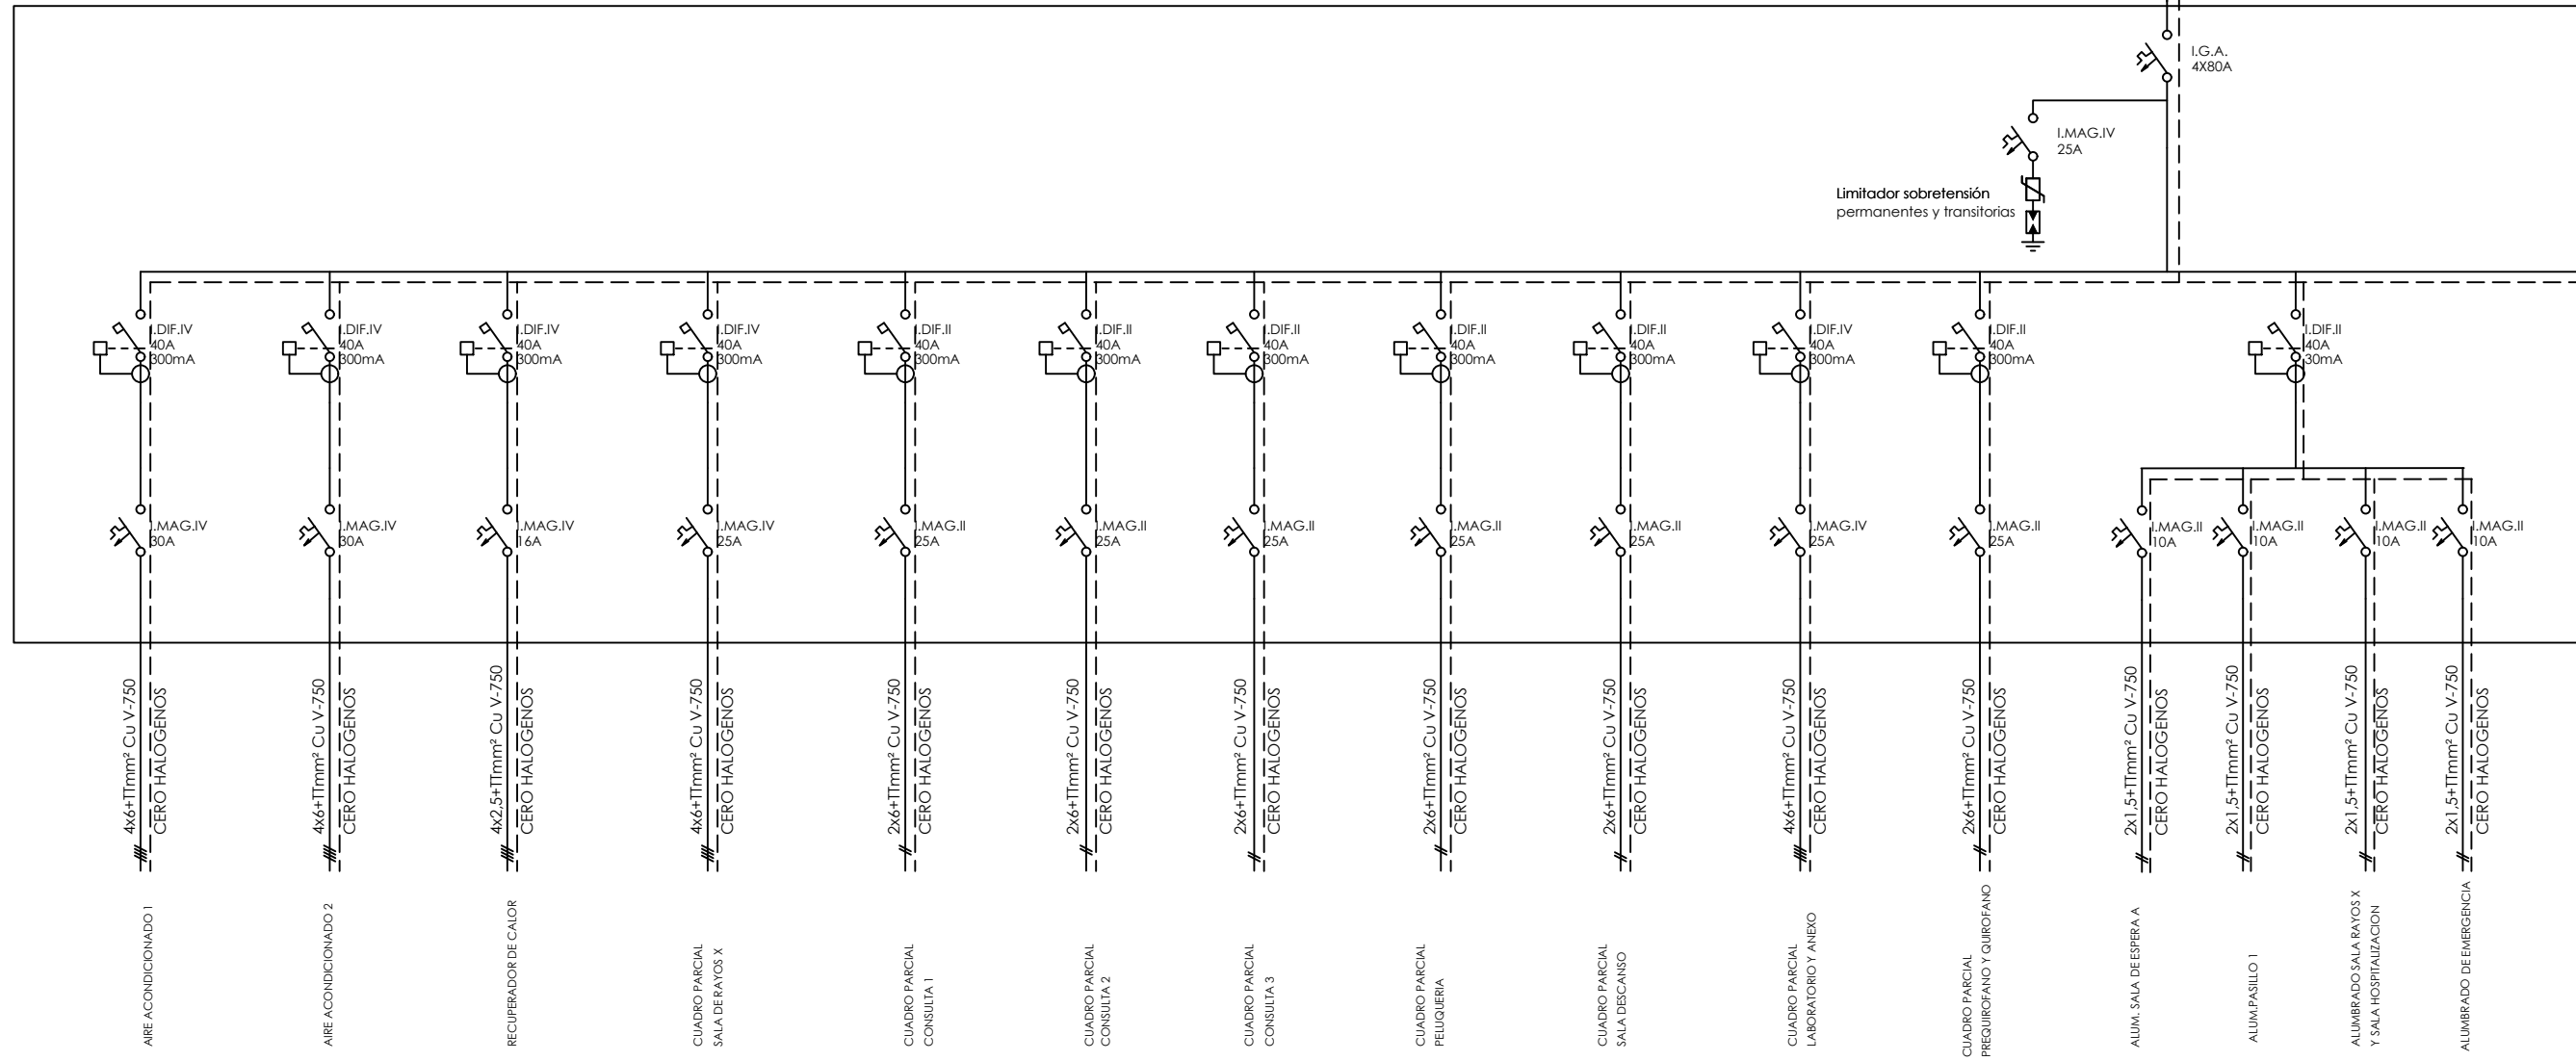 I.G.A.
4X80A
I.MAG.IV
25A
Limitador sobretensión
permanentes y transitorias
I.DIF.IV
40A
300mA
I.DIF.IV
40A
300mA
I.DIF.IV
40A
300mA
I.DIF.IV
40A
300mA
I.DIF.II
40A
300mA
I.DIF.II
40A
300mA
I.DIF.II
40A
300mA
I.DIF.II
40A
300mA
I.DIF.II
40A
300mA
I.DIF.IV
40A
300mA
I.DIF.II
40A
300mA
I.DIF.II
40A
30mA
I.MAG.IV
30A
I.MAG.IV
30A
I.MAG.IV
16A
I.MAG.IV
25A
I.MAG.II
25A
I.MAG.II
25A
I.MAG.II
25A
I.MAG.II
25A
I.MAG.II
25A
I.MAG.IV
25A
I.MAG.II
25A
I.MAG.II
10A
I.MAG.II
10A
I.MAG.II
10A
I.MAG.II
10A
4x6+TTmm² Cu V-750
CERO HALOGENOS
4x6+TTmm² Cu V-750
CERO HALOGENOS
4x2,5+TTmm² Cu V-750
CERO HALOGENOS
4x6+TTmm² Cu V-750
CERO HALOGENOS
2x6+TTmm² Cu V-750
CERO HALOGENOS
2x6+TTmm² Cu V-750
CERO HALOGENOS
2x6+TTmm² Cu V-750
CERO HALOGENOS
2x6+TTmm² Cu V-750
CERO HALOGENOS
2x6+TTmm² Cu V-750
CERO HALOGENOS
4x6+TTmm² Cu V-750
CERO HALOGENOS
2x6+TTmm² Cu V-750
CERO HALOGENOS
2x1,5+TTmm² Cu V-750
CERO HALOGENOS
2x1,5+TTmm² Cu V-750
CERO HALOGENOS
2x1,5+TTmm² Cu V-750
CERO HALOGENOS
2x1,5+TTmm² Cu V-750
CERO HALOGENOS
AIRE ACONDICIONADO 1
AIRE ACONDICIONADO 2
RECUPERADOR DE CALOR
CUADRO PARCIAL
SALA DE RAYOS X
CUADRO PARCIAL
CONSULTA 1
CUADRO PARCIAL
CONSULTA 2
CUADRO PARCIAL
CONSULTA 3
CUADRO PARCIAL
PELUQUERIA
CUADRO PARCIAL
SALA DESCANSO
CUADRO PARCIAL
LABORATORIO Y ANEXO
CUADRO PARCIAL
PREQUIROFANO Y QUIROFANO
ALUM. SALA DE ESPERA A
ALUM.PASILLO 1
ALUMBRADO SALA RAYOS X
Y SALA HOSPITALIZACION
ALUMBRADO DE EMERGENCIA